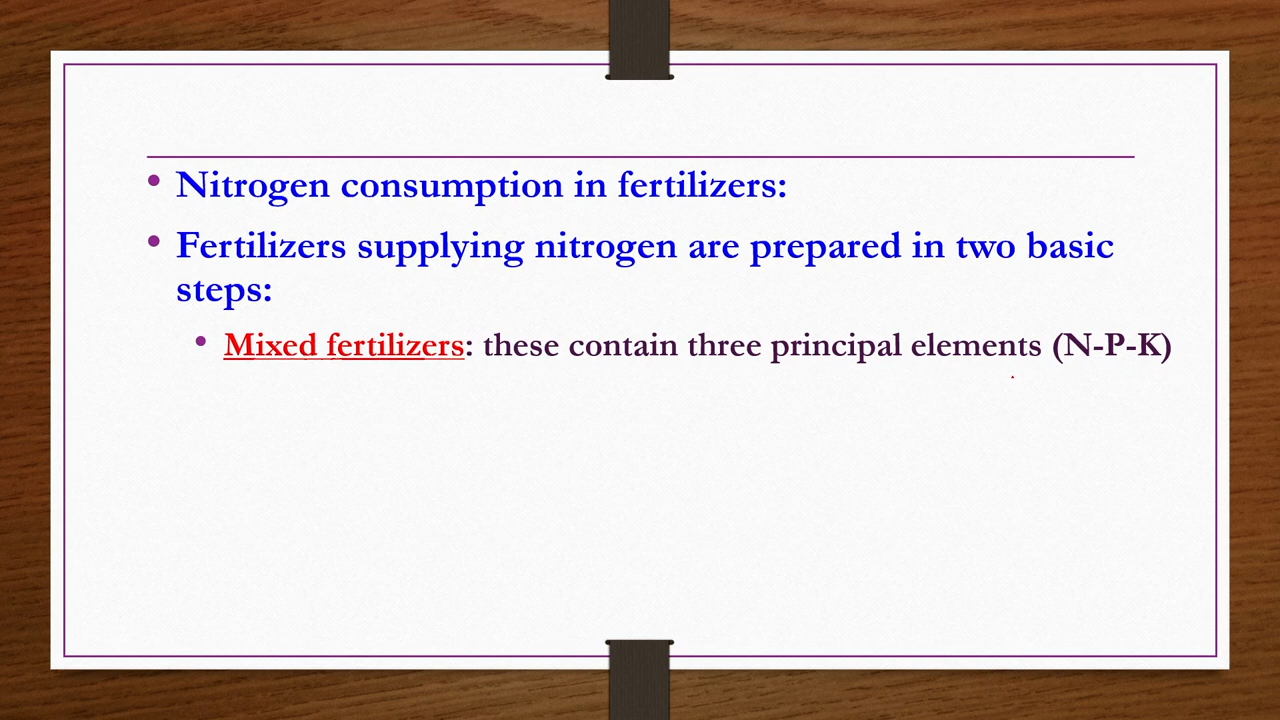 • Nitrogen consumption in fertilizers:
• Fertilizers supplying nitrogen are prepared in two basic
steps:
• Mixed fertilizers: these contain three principal elements (N-P-K)